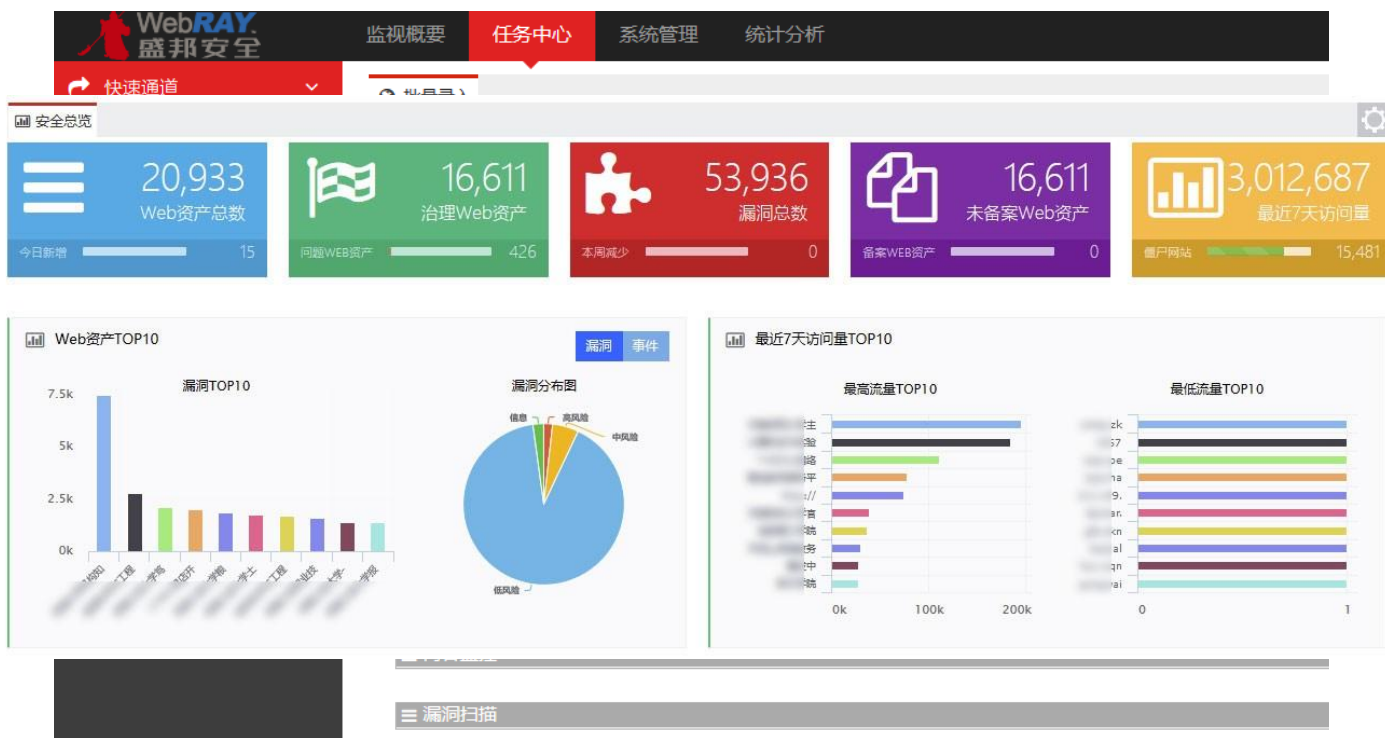 WebRAY.
盛邦安全
监视概要 任务中心 系统管理 统计分析
快速通道
安全总览
20,933
Web资产总数
今日新增 15
16,611
治理Web资产
问题WEB资产 426
53,936
漏洞总数
本周减少 0
16,611
未备案Web资产
备案WEB资产 0
3,012,687
最近7天访问量
僵尸网站 15,481
Web资产TOP10
漏洞 事件
漏洞TOP10
7.5k
5k
2.5k
0k
漏洞分布图
信息
高风险
中风险
低风险
最近7天访问量TOP10
最高流量TOP10
0k 100k 200k
最低流量TOP10
0 1
漏洞扫描